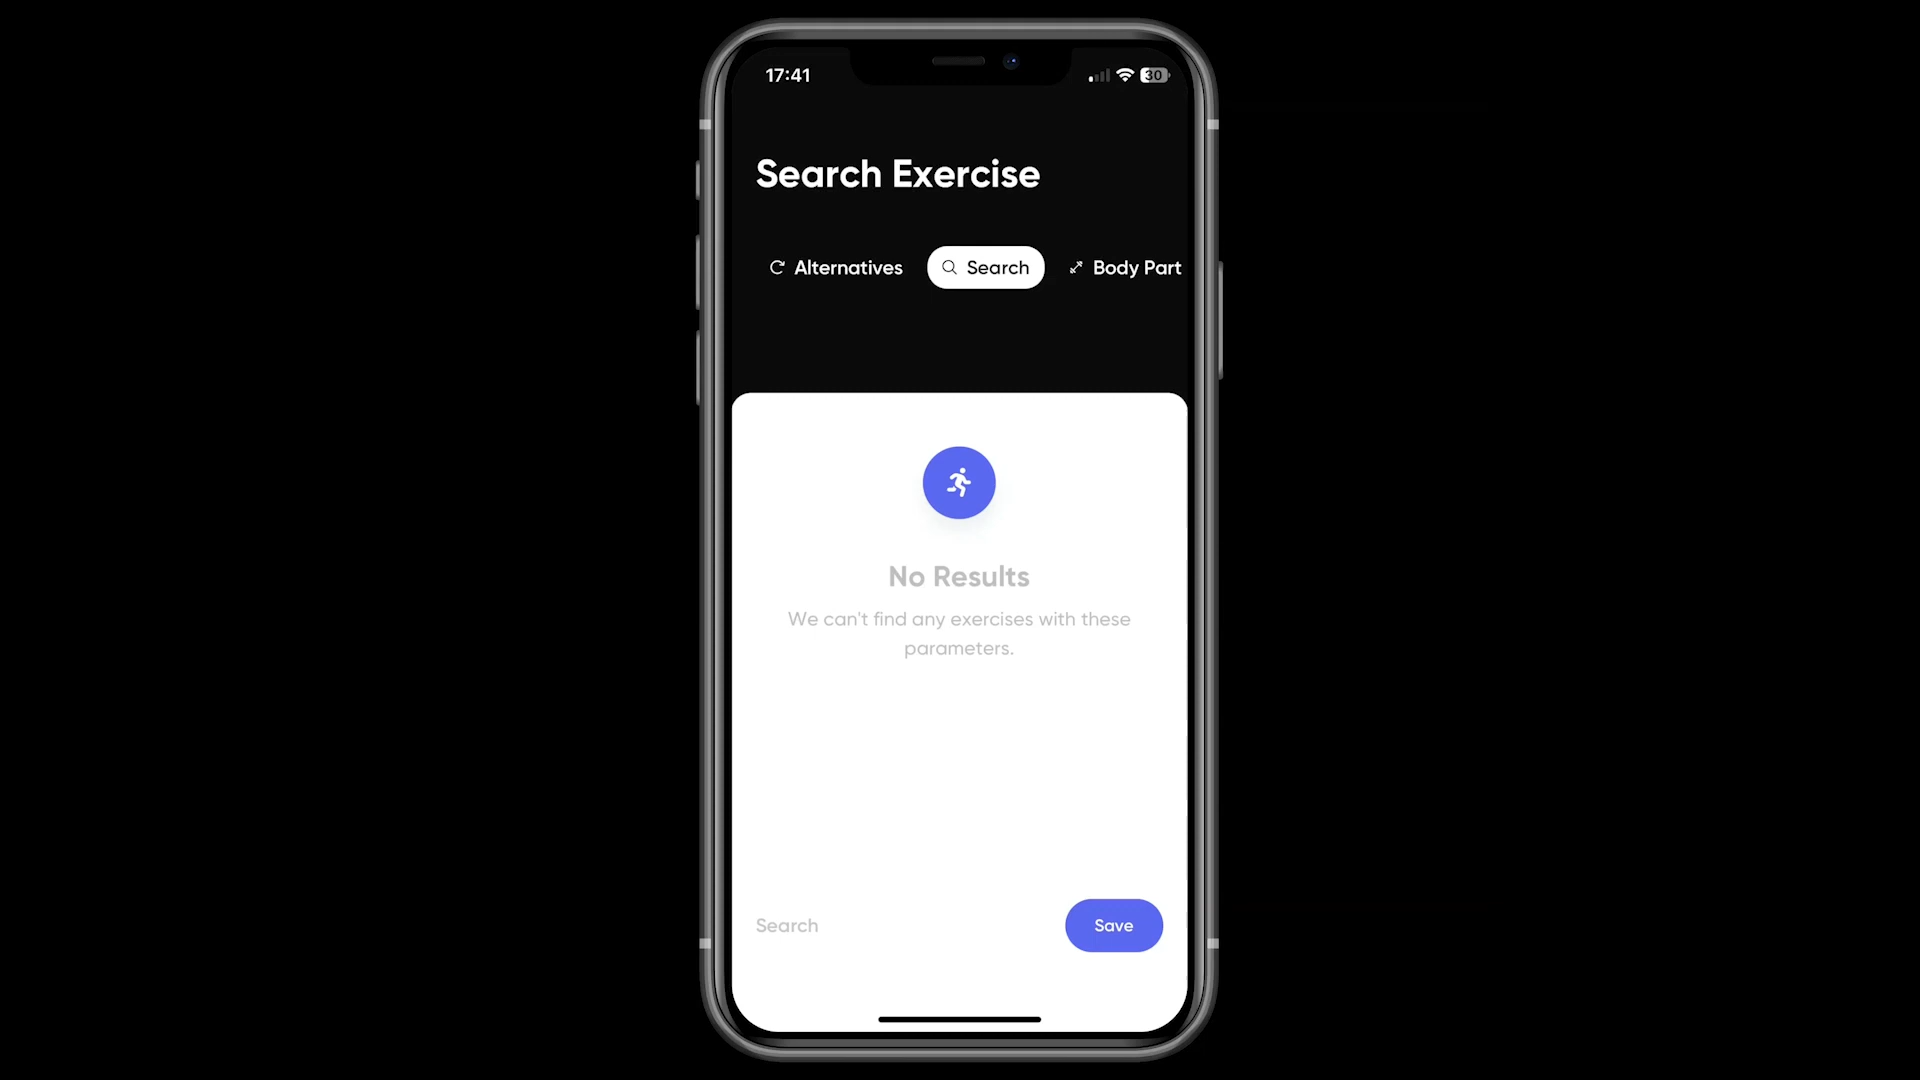 17:41
30
Search Exercise
Alternatives
Search
Body Part
No Results
We can't find any exercises with these
parameters.
Search
Save